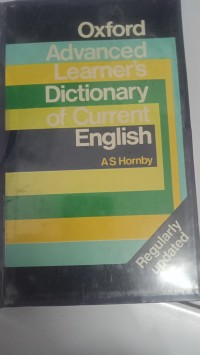 Oxford
Advanced
Learner's
Dictionary
of Current
English
A S Hornby
Regularly
updated